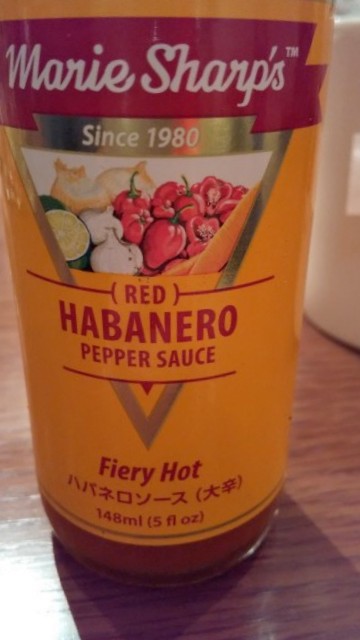 Marie Sharp's™
Since 1980
(RED)
HABANERO
PEPPER SAUCE
Fiery Hot
ハバネロソース (大辛)
148ml (5 fl oz)